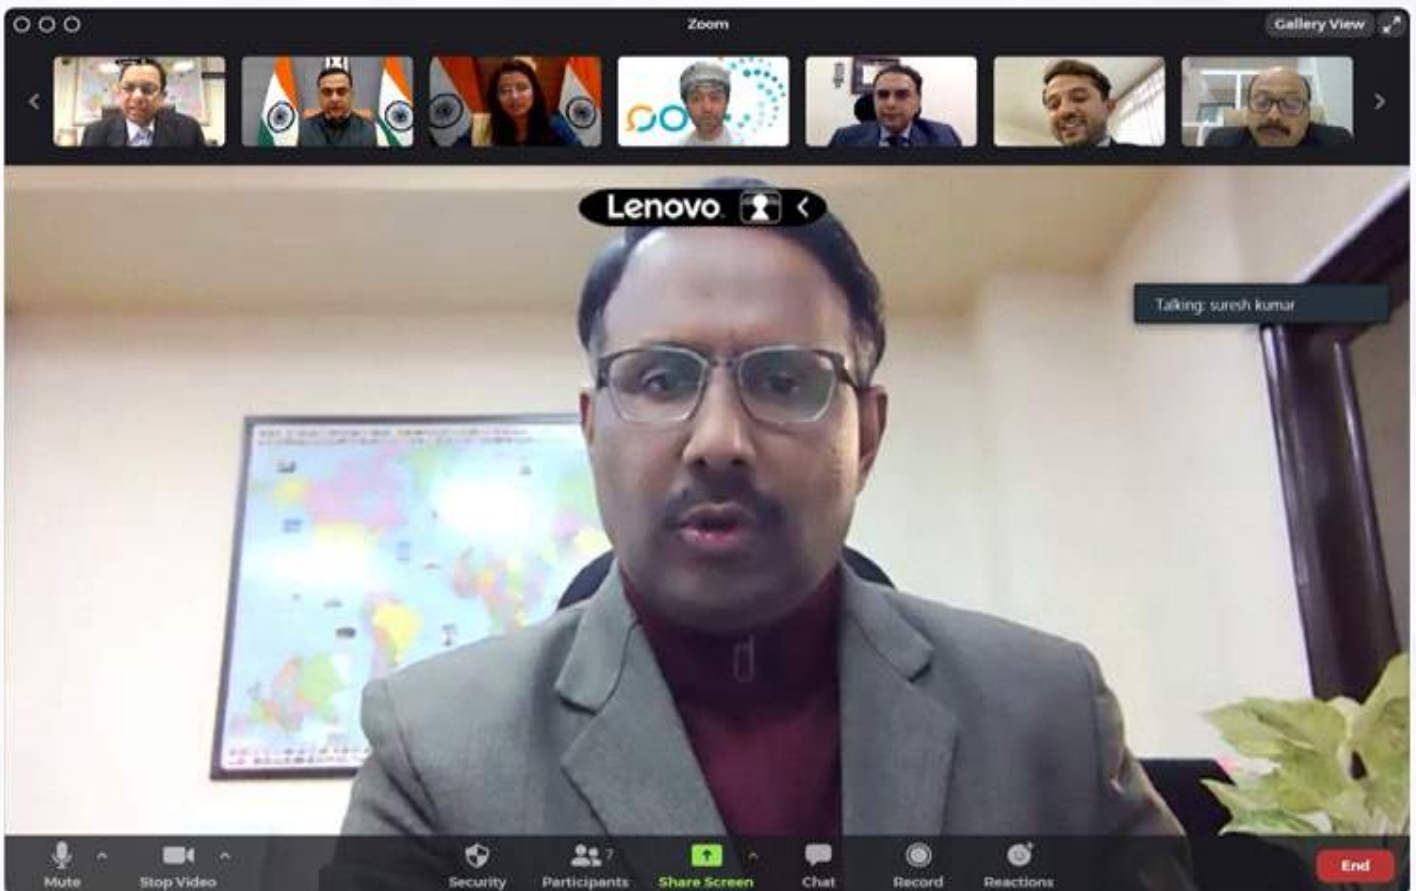 Zoom
Gallery View
Lenovo
Talking: suresh kumar
Mute
Stop Video
Security
Participants
7
Share Screen
Chat
Record
Reactions
End